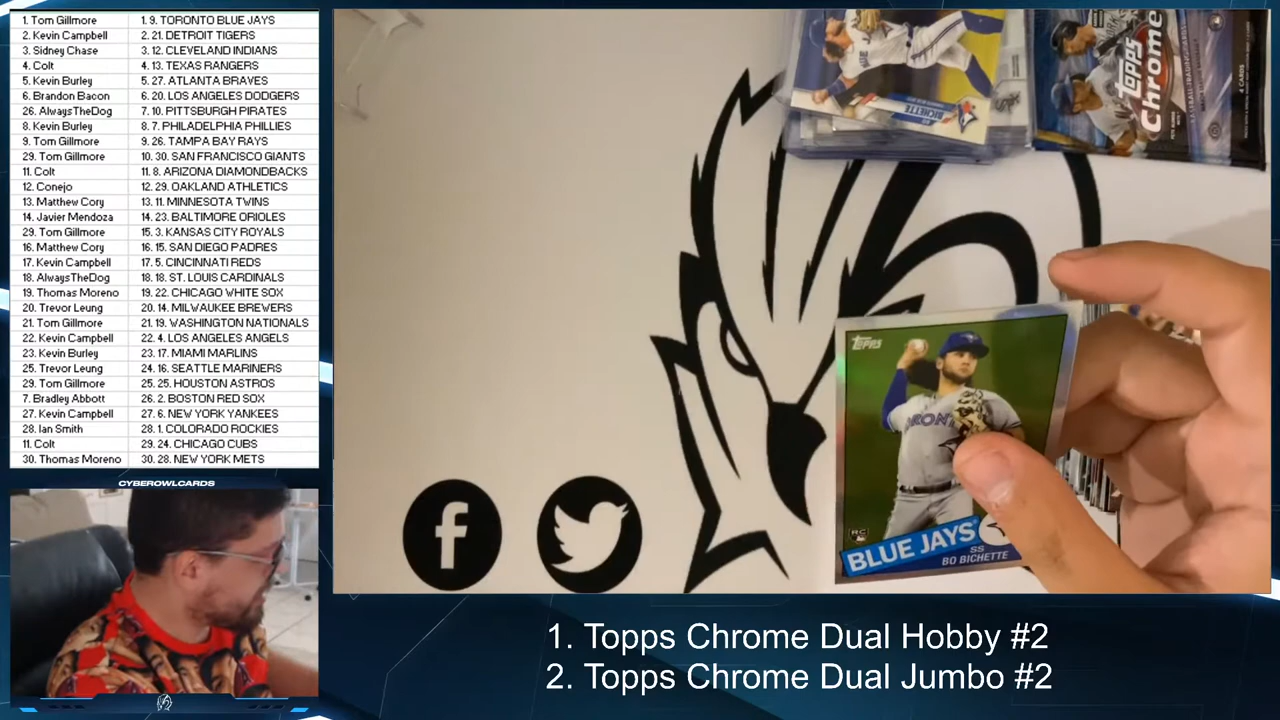 1. Tom Gillmore 1. 9. TORONTO BLUE JAYS
2. Kevin Campbell 2. 21. DETROIT TIGERS
3. Sidney Chase 3. 12. CLEVELAND INDIANS
4. Colt 4. 13. TEXAS RANGERS
5. Kevin Burley 5. 27. ATLANTA BRAVES
6. Brandon Bacon 6. 20. LOS ANGELES DODGERS
26. AlwaysTheDog 7. 10. PITTSBURGH PIRATES
8. Kevin Burley 8. 7. PHILADELPHIA PHILLIES
9. Tom Gillmore 9. 26. TAMPA BAY RAYS
29. Tom Gillmore 10. 30. SAN FRANCISCO GIANTS
11. Colt 11. 8. ARIZONA DIAMONDBACKS
12. Conejo 12. 29. OAKLAND ATHLETICS
13. Matthew Cory 13. 11. MINNESOTA TWINS
14. Javier Mendoza 14. 23. BALTIMORE ORIOLES
29. Tom Gillmore 15. 3. KANSAS CITY ROYALS
16. Matthew Cory 16. 15. SAN DIEGO PADRES
17. Kevin Campbell 17. 5. CINCINNATI REDS
18. AlwaysTheDog 18. 18. ST. LOUIS CARDINALS
19. Thomas Moreno 19. 22. CHICAGO WHITE SOX
20. Trevor Leung 20. 14. MILWAUKEE BREWERS
21. Tom Gillmore 21. 19. WASHINGTON NATIONALS
22. Kevin Campbell 22. 4. LOS ANGELES ANGELS
23. Kevin Burley 23. 17. MIAMI MARLINS
25. Trevor Leung 24. 16. SEATTLE MARINERS
29. Tom Gillmore 25. 25. HOUSTON ASTROS
7. Bradley Abbott 26. 2. BOSTON RED SOX
27. Kevin Campbell 27. 6. NEW YORK YANKEES
28. Ian Smith 28. 1. COLORADO ROCKIES
11. Colt 29. 24. CHICAGO CUBS
30. Thomas Moreno 30. 28. NEW YORK METS
CYBEROWLCARDS
BICHETTE
Topps
Chrome
4 CARDS
Topps
RC
BLUE JAYS
SS
BO BICHETTE
1. Topps Chrome Dual Hobby #2
2. Topps Chrome Dual Jumbo #2